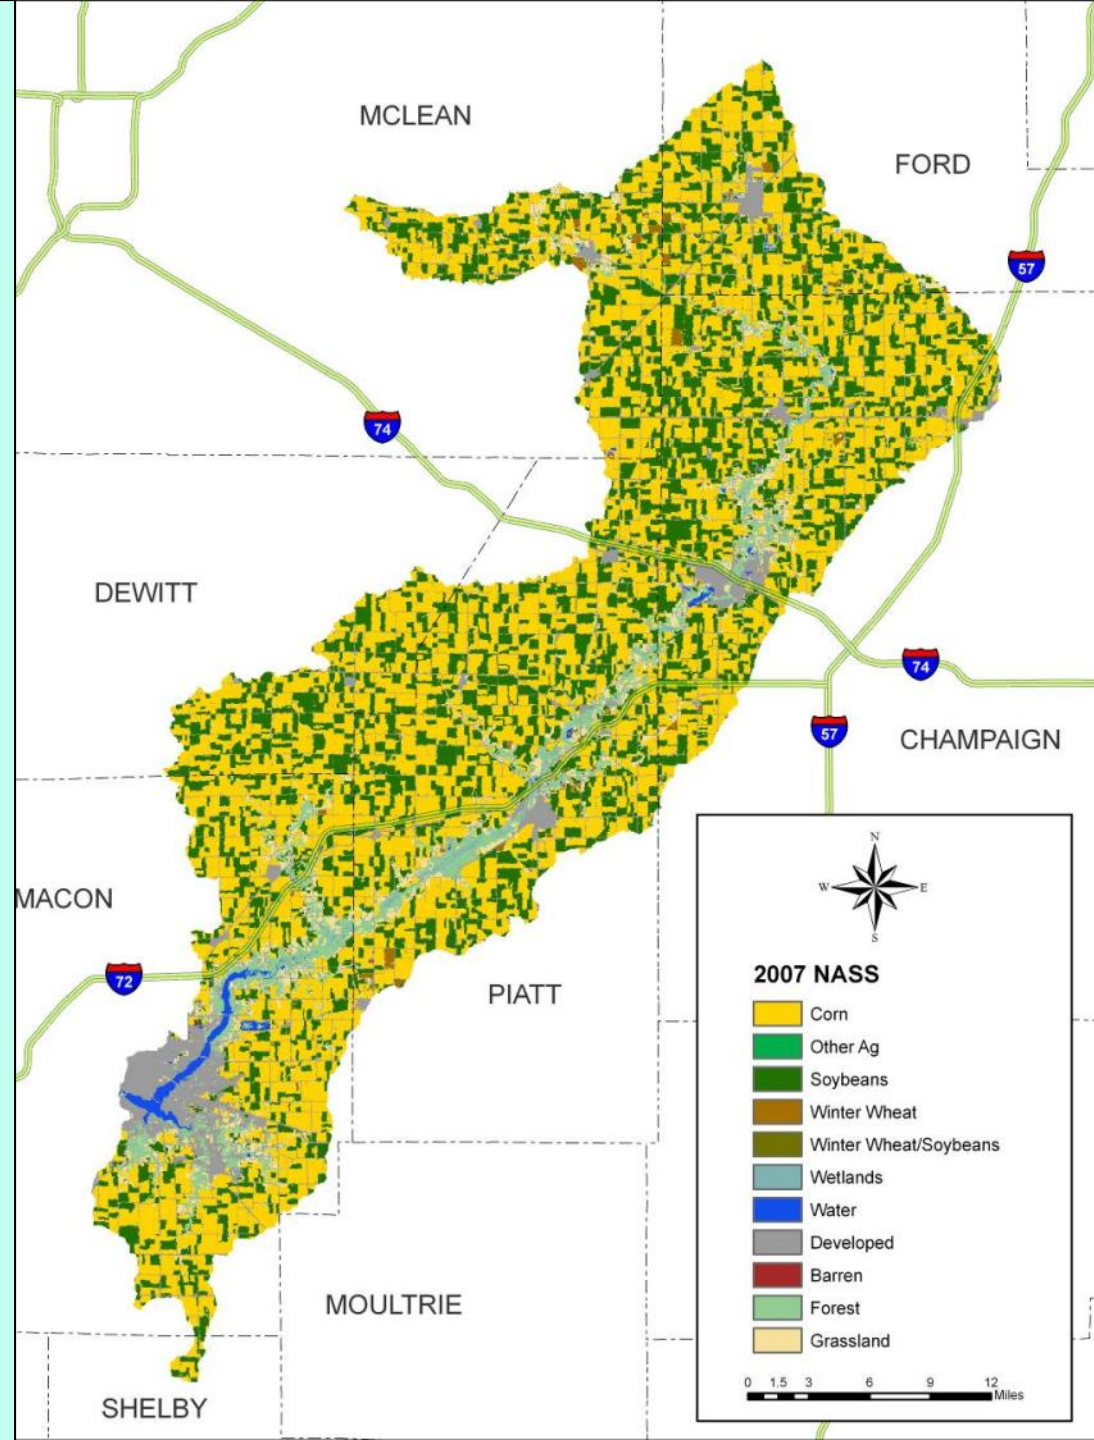 MCLEAN
FORD
57
74
DEWITT
74
57
CHAMPAIGN
MACON
72
PIATT
N
W E
S
2007 NASS
Corn
Other Ag
Soybeans
Winter Wheat
Winter Wheat/Soybeans
Wetlands
Water
Developed
Barren
Forest
Grassland
0 1.5 3 6 9 12
Miles
MOULTRIE
SHELBY